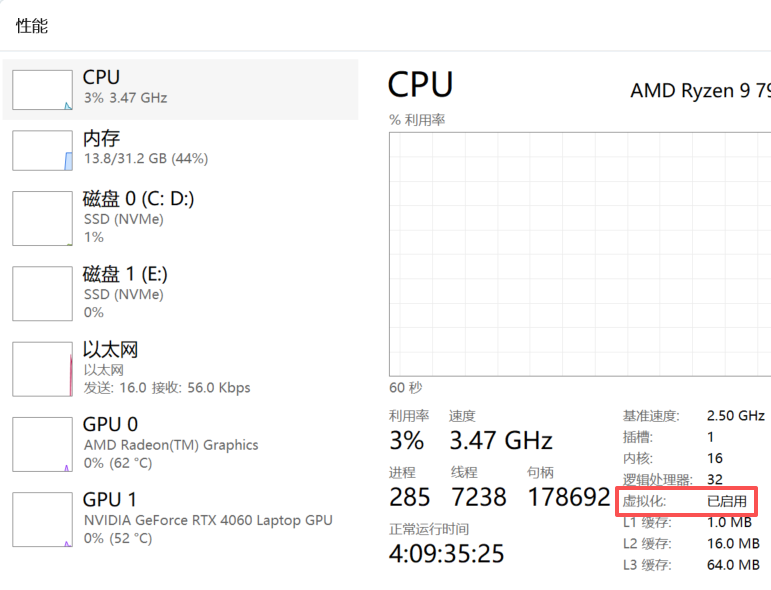 性能
CPU
3% 3.47 GHz
内存
13.8/31.2 GB (44%)
磁盘 0 (C: D:)
SSD (NVMe)
1%
磁盘 1 (E:)
SSD (NVMe)
0%
以太网
以太网
发送: 16.0 接收: 56.0 Kbps
GPU 0
AMD Radeon(TM) Graphics
0% (62 °C)
GPU 1
NVIDIA GeForce RTX 4060 Laptop GPU
0% (52 °C)
CPU AMD Ryzen 9 79
% 利用率
60 秒
利用率 速度
3% 3.47 GHz
进程 线程 句柄
285 7238 178692
正常运行时间
4:09:35:25
基准速度: 2.50 GHz
插槽: 1
内核: 16
逻辑处理器: 32
虚拟化: 已启用
L1 缓存: 1.0 MB
L2 缓存: 16.0 MB
L3 缓存: 64.0 MB